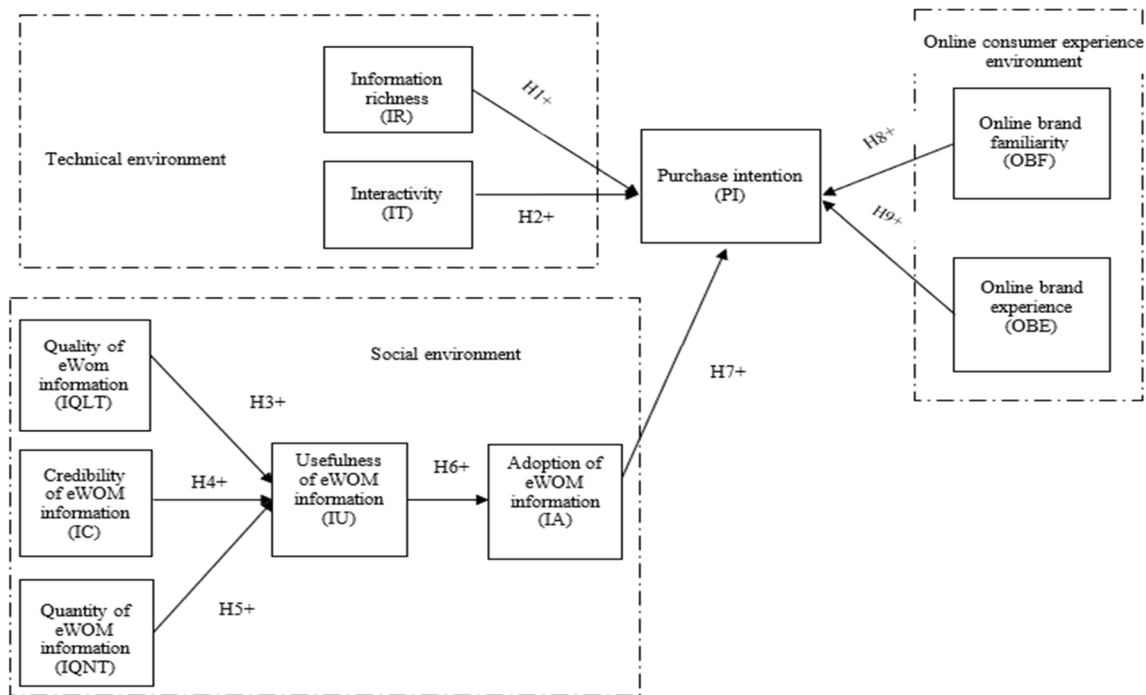 Technical environment
Information
richness
(IR)
H1+
Interactivity
(IT)
H2+
Purchase intention
(PI)
Online consumer experience
environment
Online brand
familiarity
(OBF)
H8+
H9+
Online brand
experience
(OBE)
Social environment
Quality of
eWom
information
(IQLT)
H3+
Credibility
of eWOM
information
(IC)
H4+
Quantity of
eWOM
information
(IQNT)
H5+
Usefulness
of eWOM
information
(IU)
H6+
Adoption of
eWOM
information
(IA)
H7+